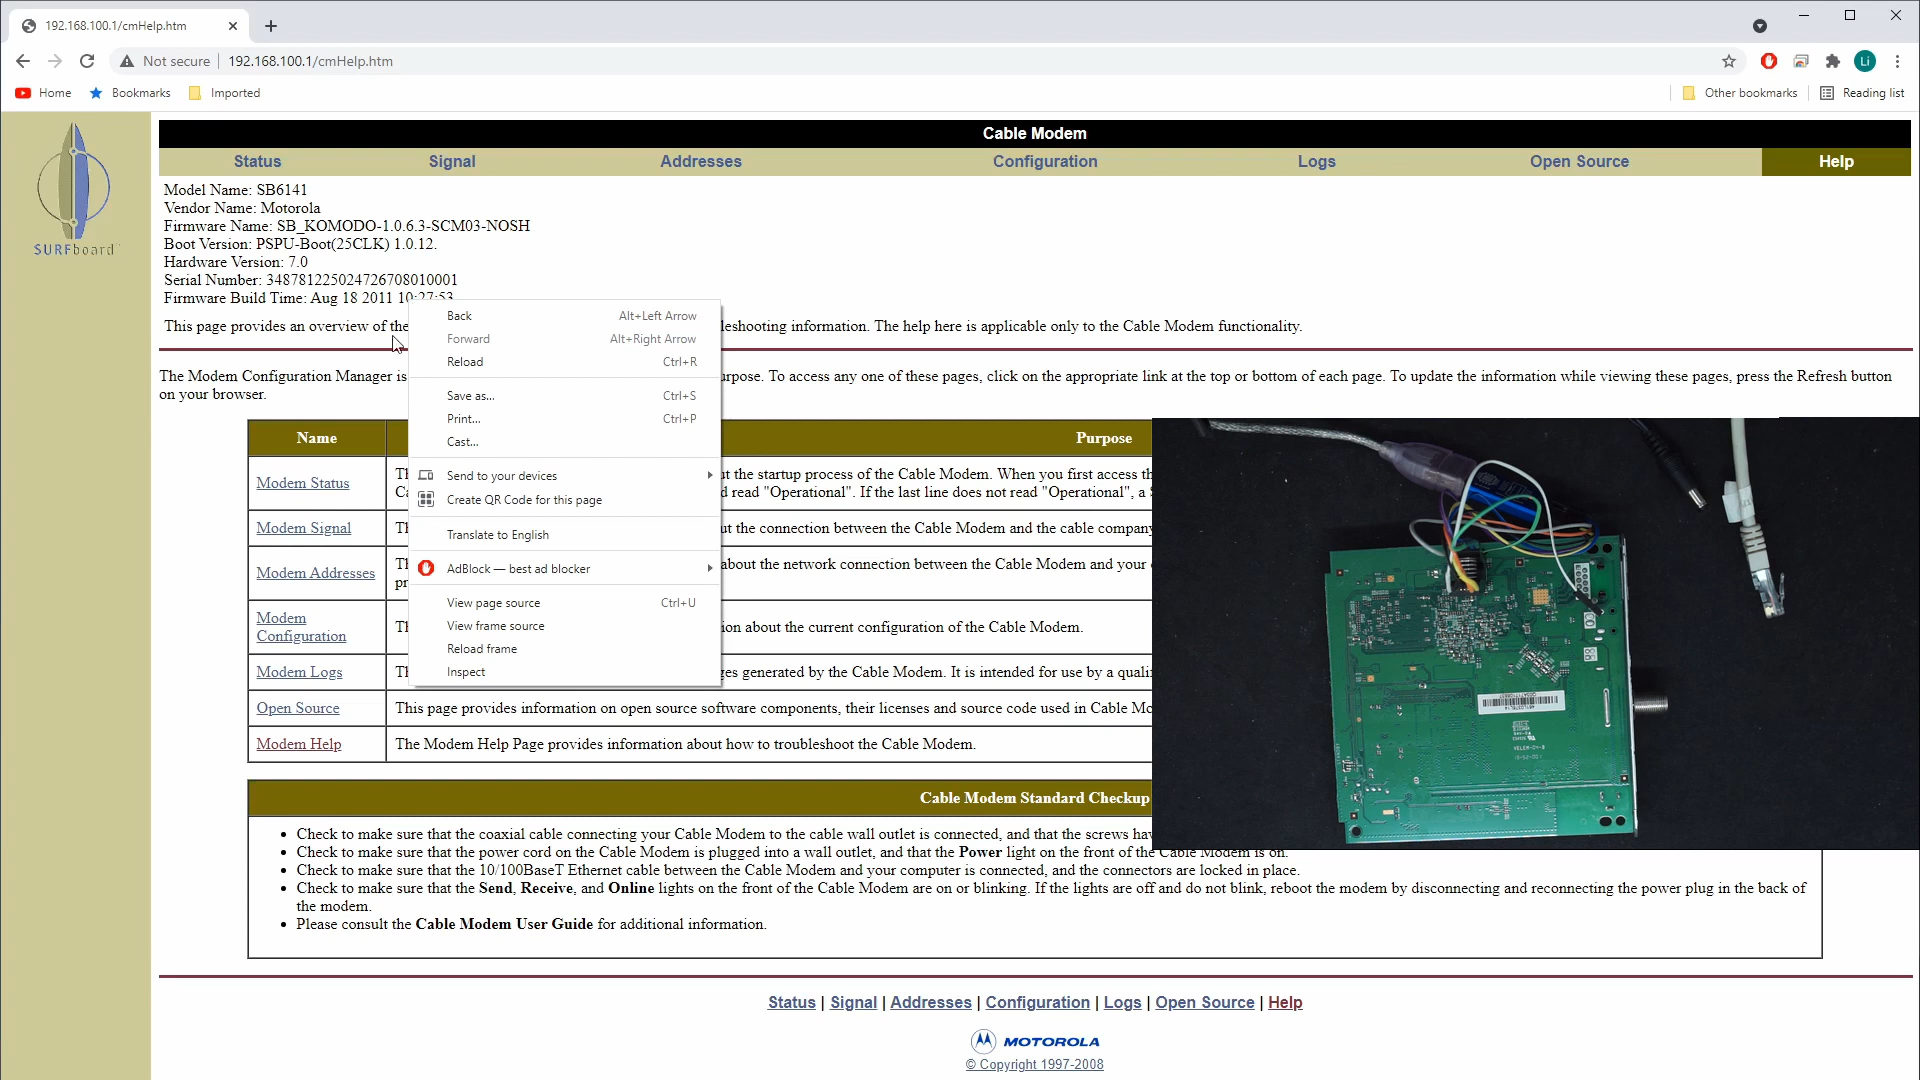 192.168.100.1/cmHelp.htm
Not secure
192.168.100.1/cmHelp.htm
Li
Home
Bookmarks
Imported
Other bookmarks
Reading list
SURFboard
Cable Modem
Status
Signal
Addresses
Configuration
Logs
Open Source
Help
Model Name: SB6141
Vendor Name: Motorola
Firmware Name: SB_KOMODO-1.0.6.3-SCM03-NOSH
Boot Version: PSPU-Boot(25CLK) 1.0.12.
Hardware Version: 7.0
Serial Number: 348781225024726708010001
Firmware Build Time: Aug 18 2011 10:27:53
This page provides an overview of the
leshooting information. The help here is applicable only to the Cable Modem functionality.
The Modem Configuration Manager is
urpose. To access any one of these pages, click on the appropriate link at the top or bottom of each page. To update the information while viewing these pages, press the Refresh button
on your browser.
Back Alt+Left Arrow
Forward Alt+Right Arrow
Reload Ctrl+R
Save as... Ctrl+S
Print... Ctrl+P
Cast...
Send to your devices
Create QR Code for this page
Translate to English
AdBlock — best ad blocker
View page source Ctrl+U
View frame source
Reload frame
Inspect
Name
Purpose
Modem Status
ut the startup process of the Cable Modem. When you first access th
d read "Operational". If the last line does not read "Operational", a
Modem Signal
ut the connection between the Cable Modem and the cable company
Modem Addresses
about the network connection between the Cable Modem and your
pr
Modem
Configuration
ion about the current configuration of the Cable Modem.
Modem Logs
ges generated by the Cable Modem. It is intended for use by a quali
Open Source
This page provides information on open source software components, their licenses and source code used in Cable Mo
Modem Help
The Modem Help Page provides information about how to troubleshoot the Cable Modem.
Cable Modem Standard Checkup
Check to make sure that the coaxial cable connecting your Cable Modem to the cable wall outlet is connected, and that the screws hav
Check to make sure that the power cord on the Cable Modem is plugged into a wall outlet, and that the Power light on the front of the Cable Modem is on.
Check to make sure that the 10/100BaseT Ethernet cable between the Cable Modem and your computer is connected, and the connectors are locked in place.
Check to make sure that the Send, Receive, and Online lights on the front of the Cable Modem are on or blinking. If the lights are off and do not blink, reboot the modem by disconnecting and reconnecting the power plug in the back of
the modem.
Please consult the Cable Modem User Guide for additional information.
Status | Signal | Addresses | Configuration | Logs | Open Source | Help
MOTOROLA
© Copyright 1997-2008